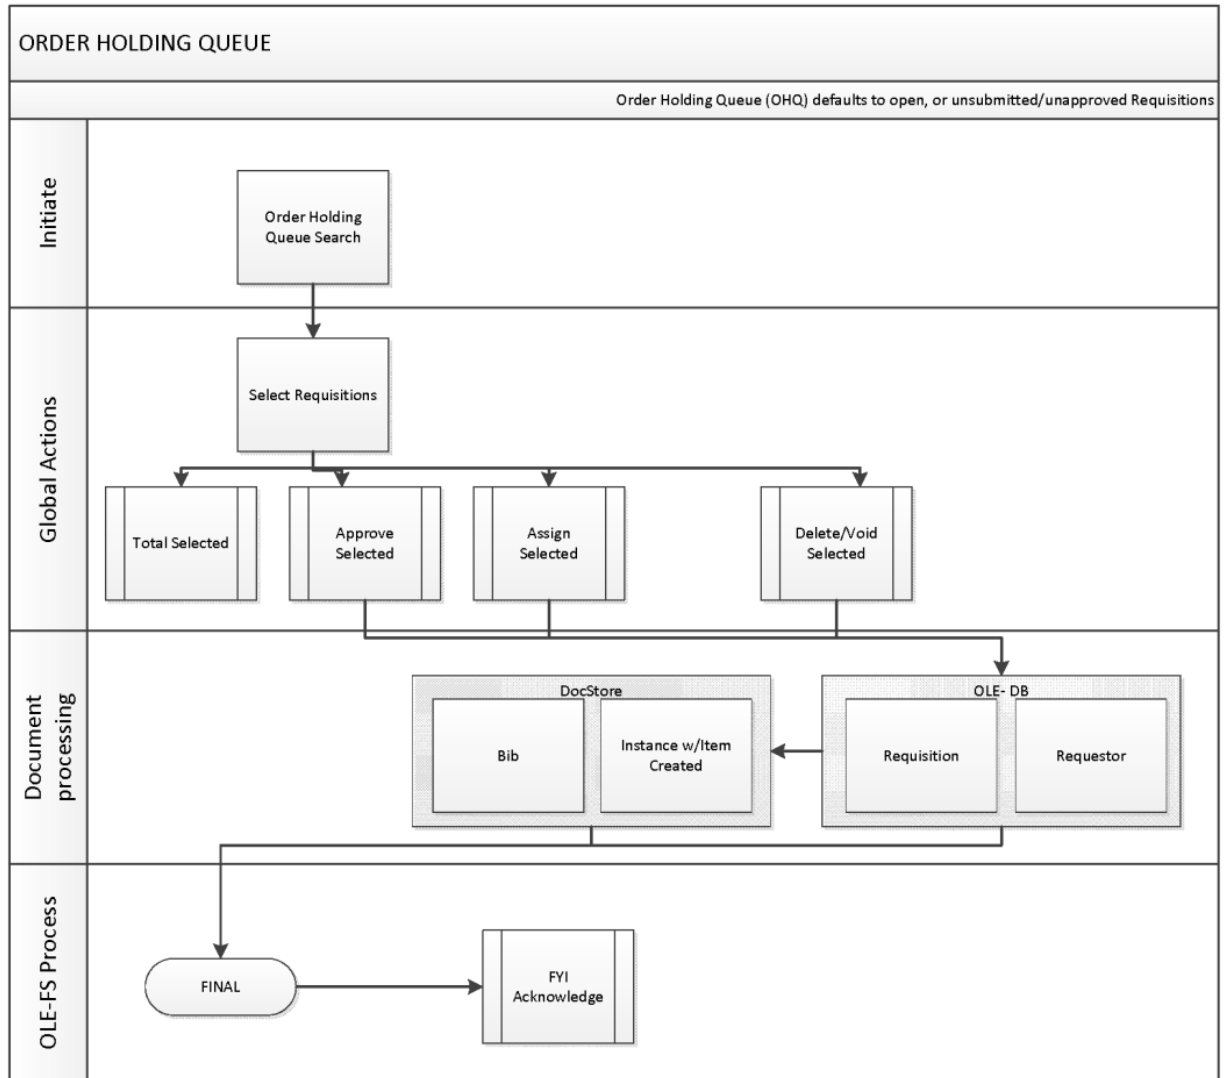 ORDER HOLDING QUEUE
Order Holding Queue (OHQ) defaults to open, or unsubmitted/unapproved Requisitions
Initiate
Order Holding
Queue Search
Global Actions
Select Requisitions
Total Selected
Approve
Selected
Assign
Selected
Delete/Void
Selected
Document
processing
DocStore
Bib
Instance w/Item
Created
OLE- DB
Requisition
Requestor
OLE-FS Process
FINAL
FYI
Acknowledge